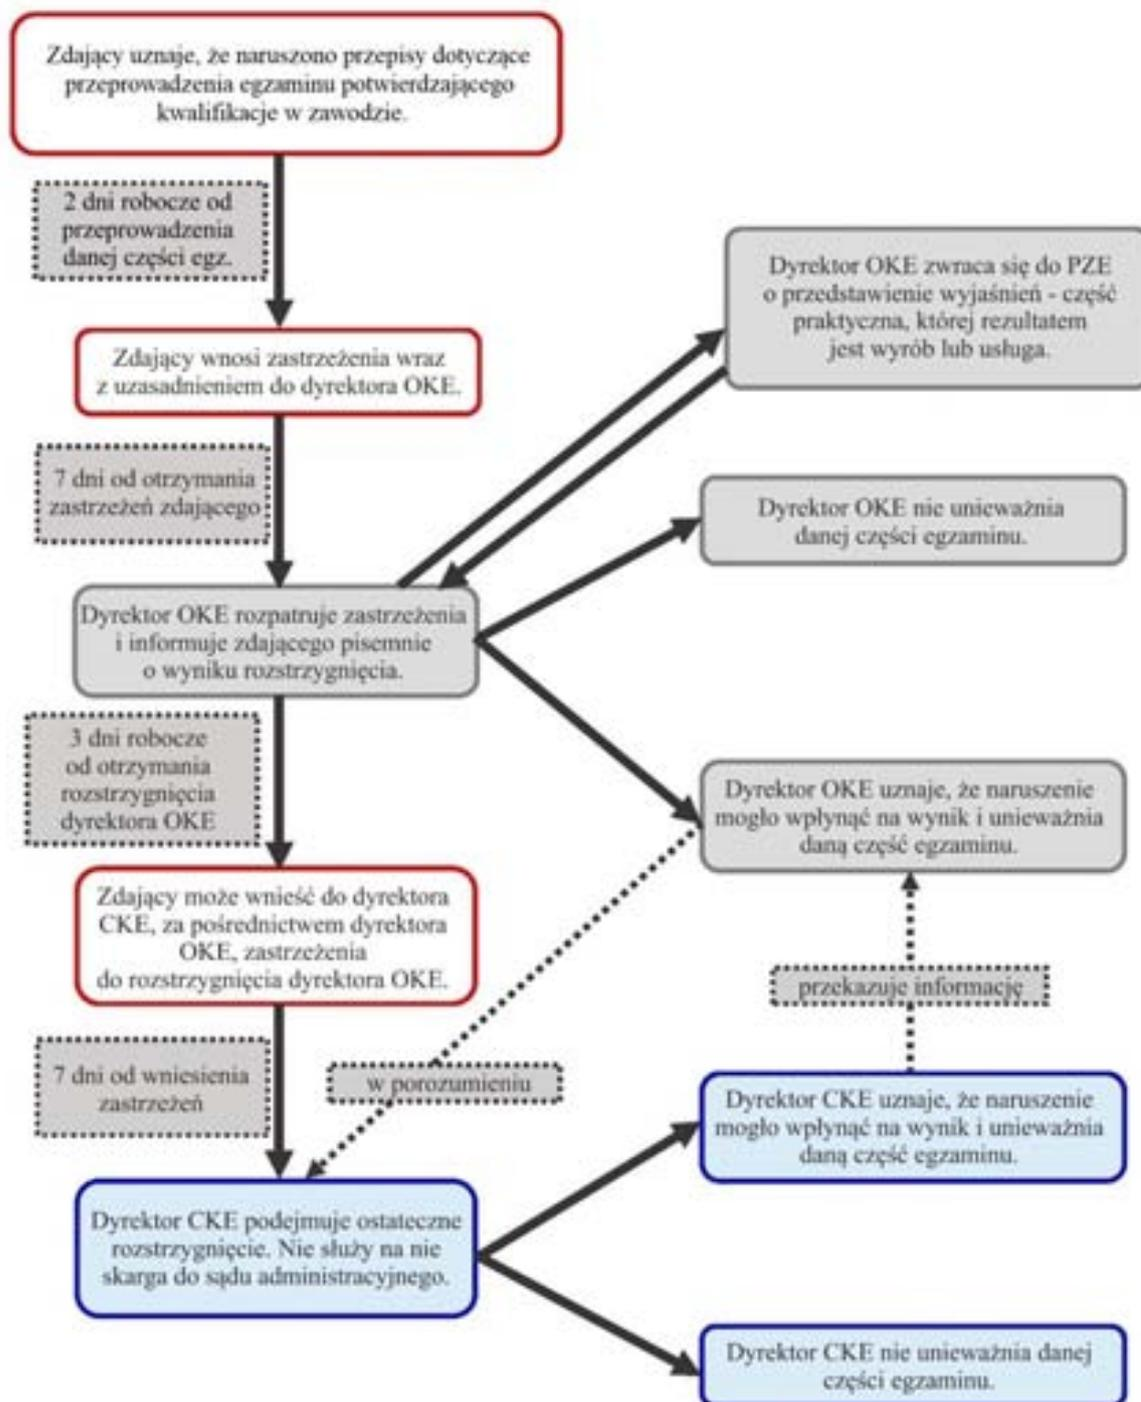 Zdający uznaje, że naruszono przepisy dotyczące
przeprowadzenia egzaminu potwierdzającego
kwalifikacje w zawodzie.
2 dni robocze od
przeprowadzenia
danej części egz.
Dyrektor OKE zwraca się do PZE
o przedstawienie wyjaśnień - część
praktyczna, której rezultatem
jest wyrób lub usługa.
Zdający wnosi zastrzeżenia wraz
z uzasadnieniem do dyrektora OKE.
7 dni od otrzymania
zastrzeżeń zdającego
Dyrektor OKE nie unieważnia
danej części egzaminu.
Dyrektor OKE rozpatruje zastrzeżenia
i informuje zdającego pisemnie
o wyniku rozstrzygnięcia.
3 dni robocze
od otrzymania
rozstrzygnięcia
dyrektora OKE
Dyrektor OKE uznaje, że naruszenie
mogło wpłynąć na wynik i unieważnia
daną część egzaminu.
Zdający może wnieść do dyrektora
CKE, za pośrednictwem dyrektora
OKE, zastrzeżenia
do rozstrzygnięcia dyrektora OKE.
przekazuje informację
7 dni od wniesienia
zastrzeżeń
w porozumieniu
Dyrektor CKE uznaje, że naruszenie
mogło wpłynąć na wynik i unieważnia
daną część egzaminu.
Dyrektor CKE podejmuje ostateczne
rozstrzygnięcie. Nie służy na nie
skarga do sądu administracyjnego.
Dyrektor CKE nie unieważnia danej
części egzaminu.